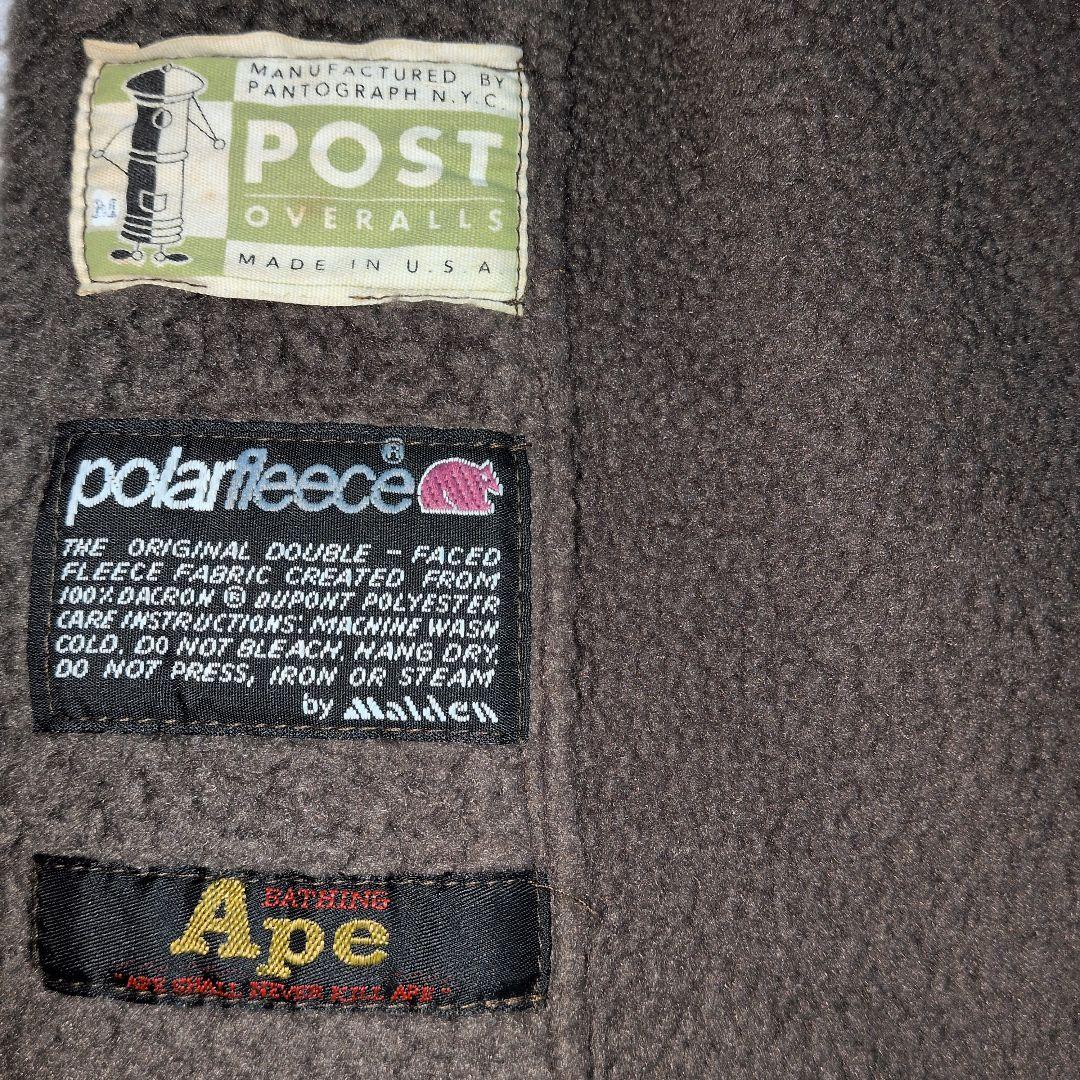 MANUFACTURED BY
PANTOGRAPH N.Y.C.
POST
OVERALLS
MADE IN U.S.A.
M
polarfleece®
THE ORIGINAL DOUBLE - FACED
FLEECE FABRIC CREATED FROM
100% DACRON ® DUPONT POLYESTER
CARE INSTRUCTIONS: MACHINE WASH
COLD. DO NOT BLEACH HANG DRY
DO NOT PRESS, IRON OR STEAM
by Malden
BATHING
Ape
"APE SHALL NEVER KILL APE"